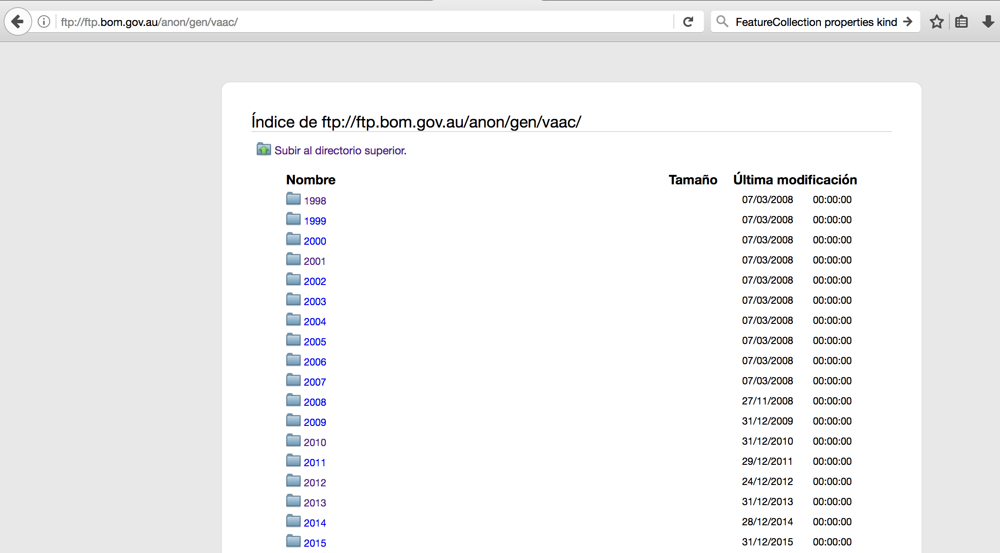 ftp://ftp.bom.gov.au/anon/gen/vaac/
FeatureCollection properties kind
Índice de ftp://ftp.bom.gov.au/anon/gen/vaac/
Subir al directorio superior.
Nombre Tamaño Última modificación
1998 07/03/2008 00:00:00
1999 07/03/2008 00:00:00
2000 07/03/2008 00:00:00
2001 07/03/2008 00:00:00
2002 07/03/2008 00:00:00
2003 07/03/2008 00:00:00
2004 07/03/2008 00:00:00
2005 07/03/2008 00:00:00
2006 07/03/2008 00:00:00
2007 07/03/2008 00:00:00
2008 27/11/2008 00:00:00
2009 31/12/2009 00:00:00
2010 31/12/2010 00:00:00
2011 29/12/2011 00:00:00
2012 24/12/2012 00:00:00
2013 31/12/2013 00:00:00
2014 28/12/2014 00:00:00
2015 31/12/2015 00:00:00